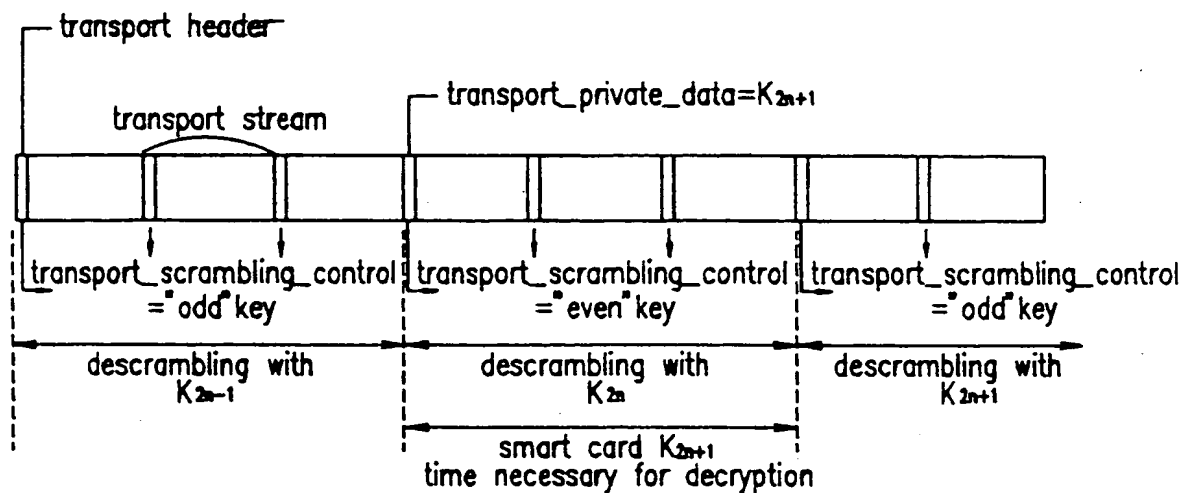 transport header
transport_private_data=K2n+1
transport stream
transport_scrambling_control
="odd" key
transport_scrambling_control
="even" key
transport_scrambling_control
="odd" key
descrambling with
K2n-1
descrambling with
K2n
descrambling with
K2n+1
smart card K2n+1
time necessary for decryption